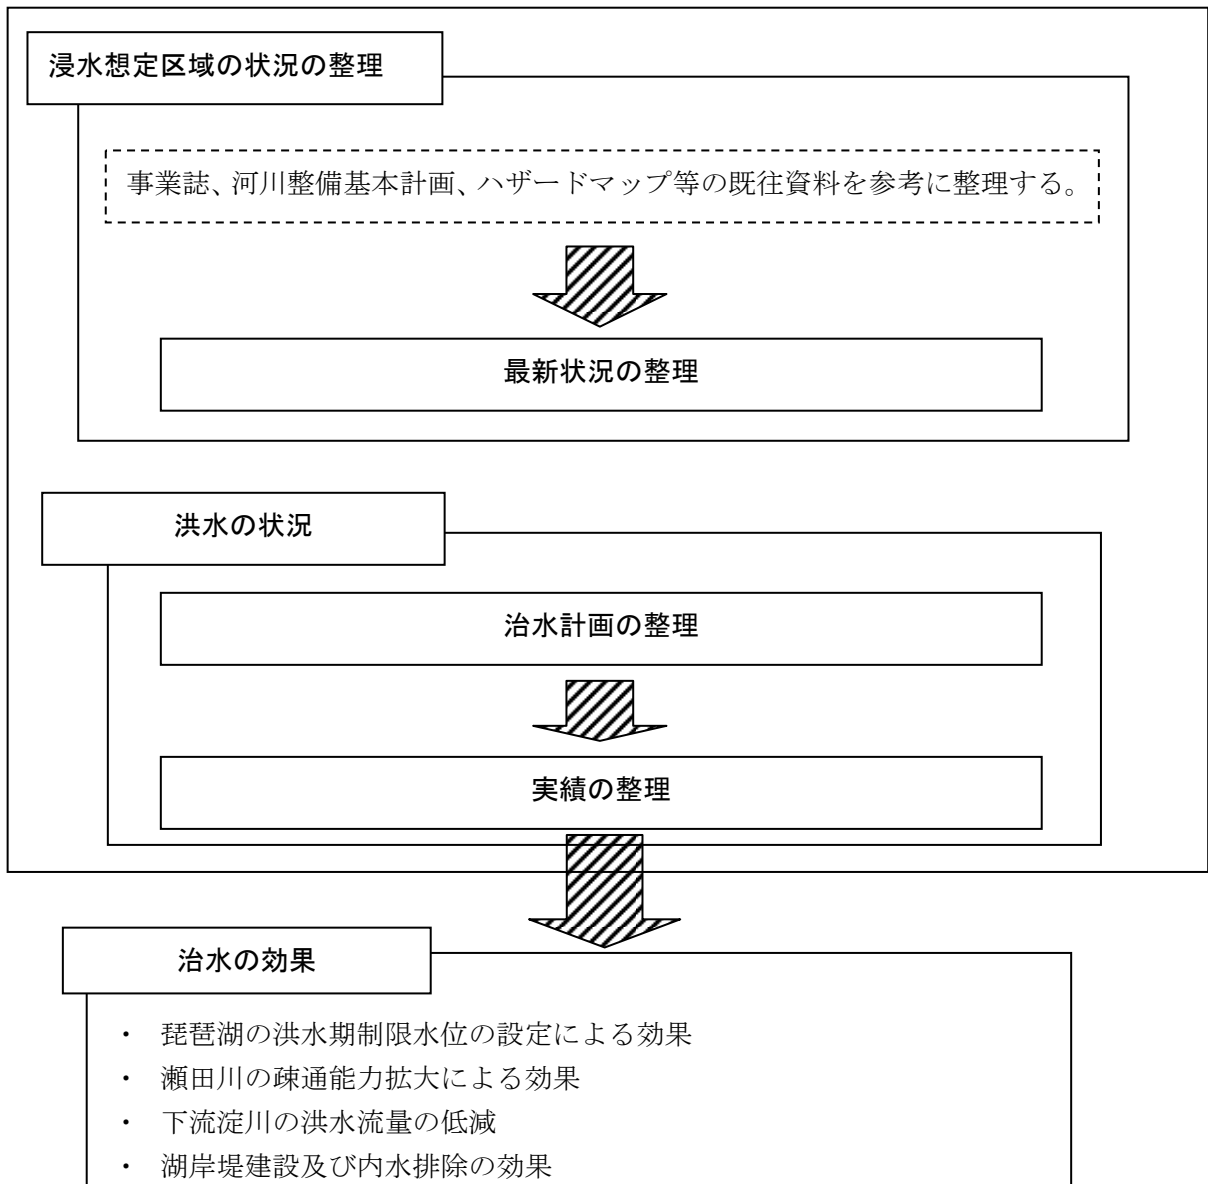 浸水想定区域の状況の整理
事業誌、河川整備基本計画、ハザードマップ等の既往資料を参考に整理する。
最新状況の整理
洪水の状況
治水計画の整理
実績の整理
治水の効果
・ 琵琶湖の洪水期制限水位の設定による効果
・ 瀬田川の疎通能力拡大による効果
・ 下流淀川の洪水流量の低減
・ 湖岸堤建設及び内水排除の効果